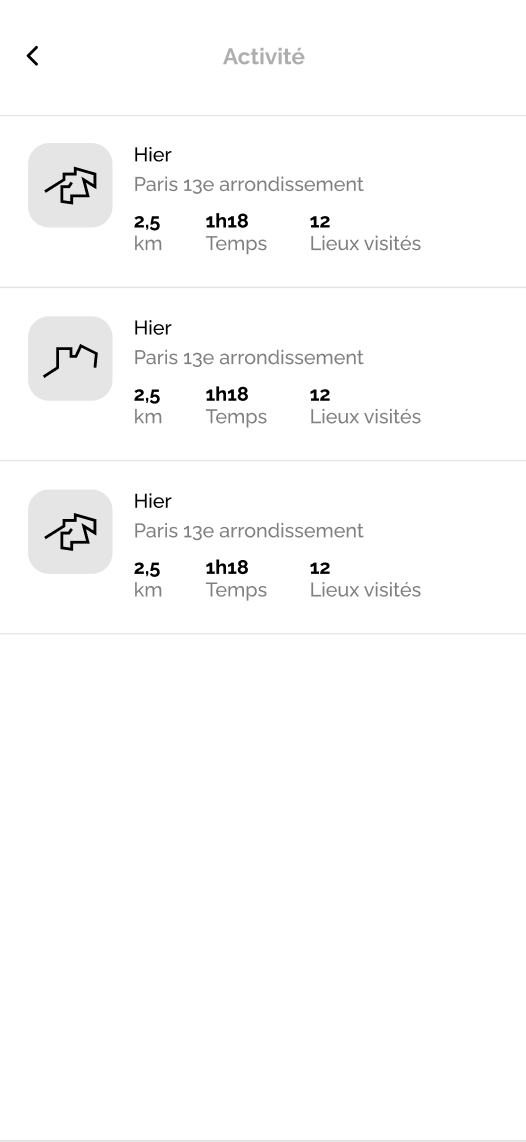 Activité
Hier
Paris 13e arrondissement
2,5 1h18 12
km Temps Lieux visités
Hier
Paris 13e arrondissement
2,5 1h18 12
km Temps Lieux visités
Hier
Paris 13e arrondissement
2,5 1h18 12
km Temps Lieux visités